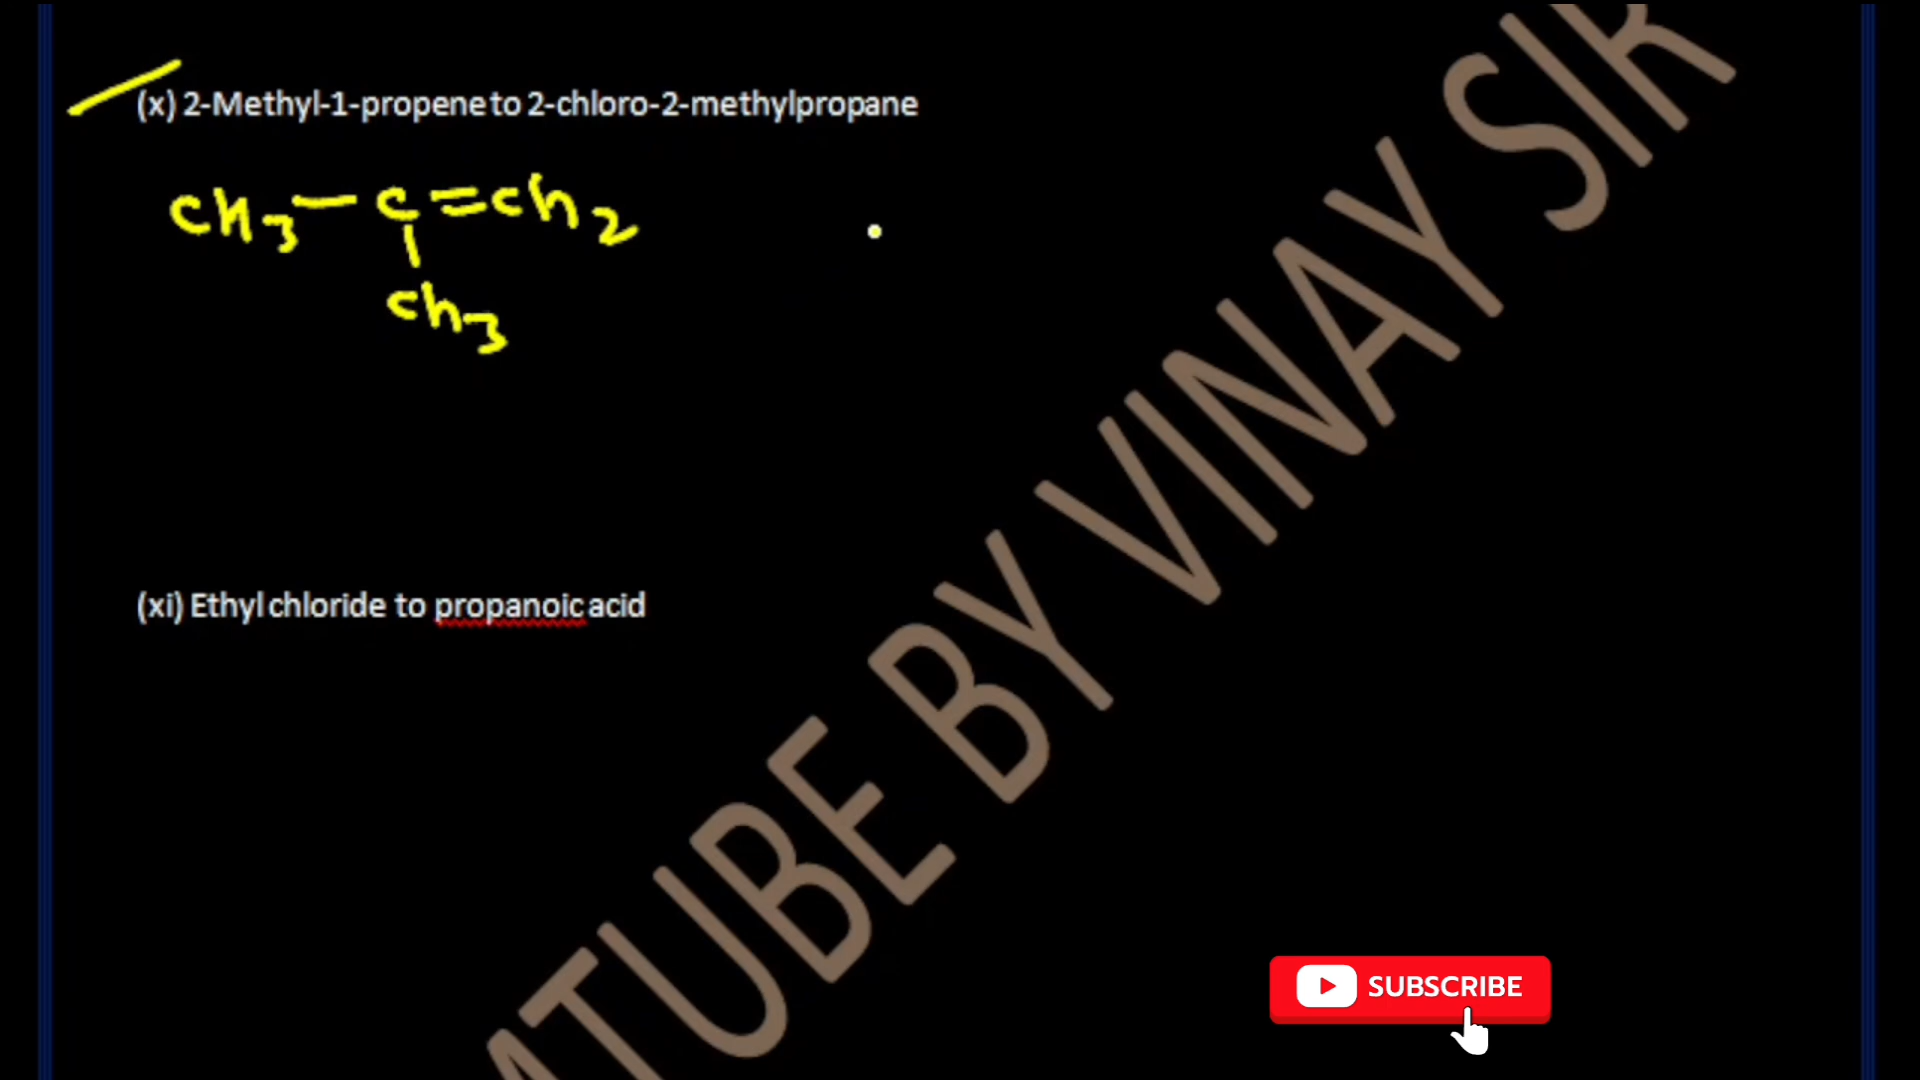 (x) 2-Methyl-1-propene to 2-chloro-2-methylpropane
CH3 — C = Ch2
|
Ch3
(xi) Ethyl chloride to propanoic acid
MTUBE BY VINAY SIR
SUBSCRIBE